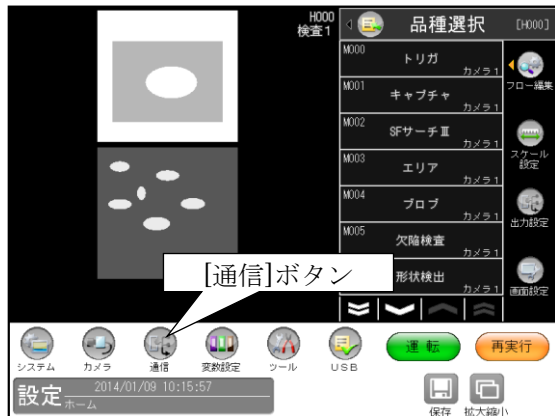 H000
検査1
品種選択
[H000]
M000
トリガ
カメラ1
M001
キャプチャ
カメラ1
M002
SFサーチⅢ
カメラ1
M003
エリア
カメラ1
M004
ブロブ
カメラ1
M005
欠陥検査
カメラ1
形状検出
カメラ1
フロー編集
スケール
設定
出力設定
画面設定
[通信]ボタン
システム
カメラ
通信
変数設定
ツール
USB
運転
再実行
設定
2014/01/09 10:15:57
ホーム
保存
拡大縮小